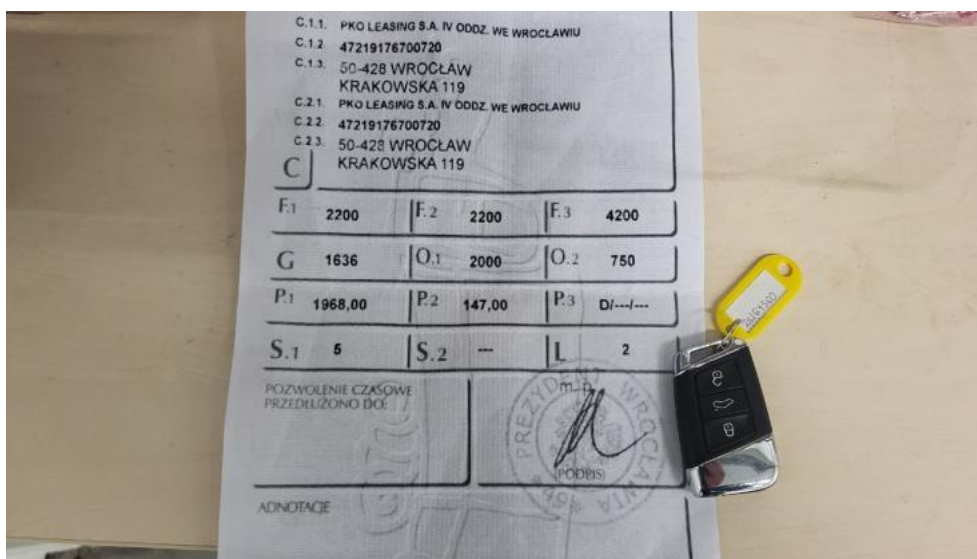 C.1.1. PKO LEASING S.A. IV ODDZ. WE WROCŁAWIU
C.1.2. 47219176700720
C.1.3. 50-428 WROCŁAW
KRAKOWSKA 119
C.2.1. PKO LEASING S.A. IV ODDZ. WE WROCŁAWIU
C.2.2. 47219176700720
C.2.3. 50-428 WROCŁAW
KRAKOWSKA 119
C
F.1 2200 F.2 2200 F.3 4200
G 1636 O.1 2000 O.2 750
P.1 1968,00 P.2 147,00 P.3 D/---/---
S.1 5 S.2 --- L 2
POZWOLENIE CZASOWE
PRZEDŁUŻONO DO:
m.p.
PREZYDENT WROCŁAWIA
(PODPIS)
ADNOTACJE